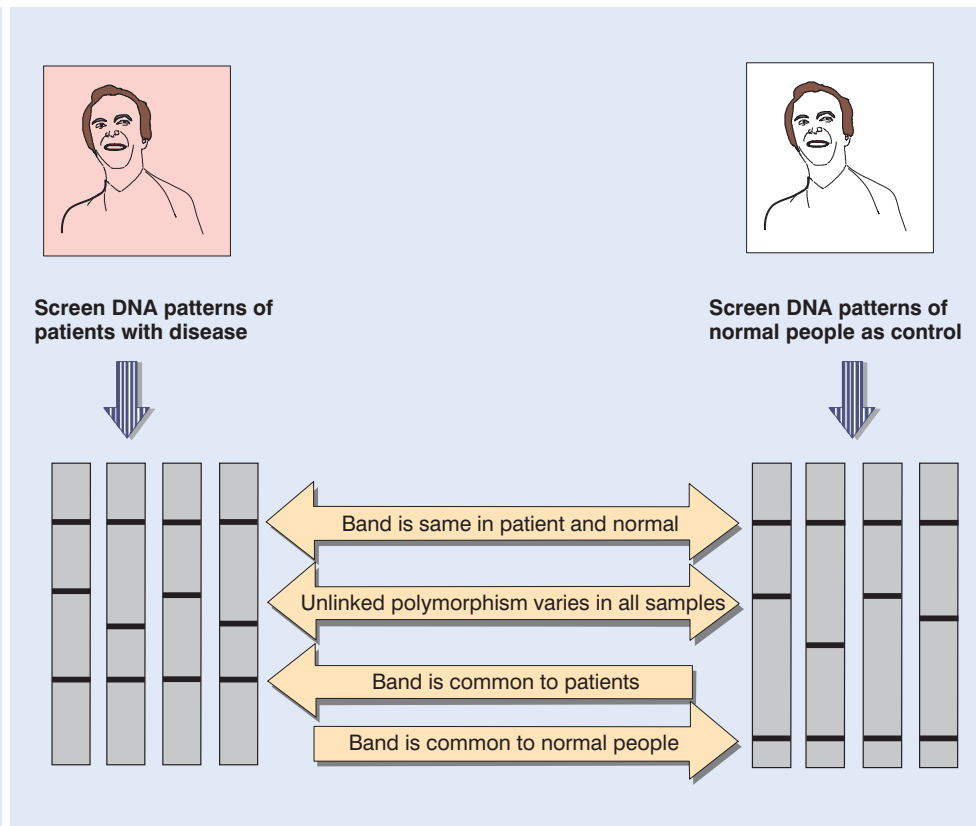 Screen DNA patterns of
patients with disease
Screen DNA patterns of
normal people as control
Band is same in patient and normal
Unlinked polymorphism varies in all samples
Band is common to patients
Band is common to normal people